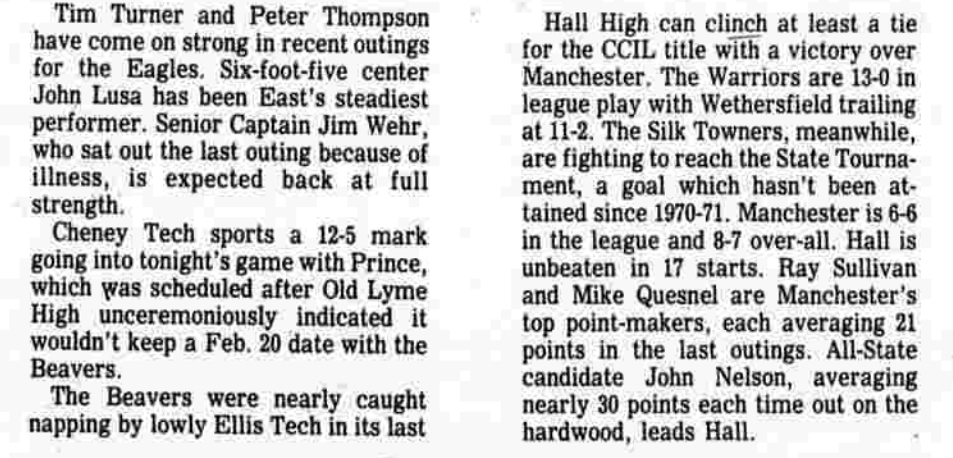 Tim Turner and Peter Thompson
have come on strong in recent outings
for the Eagles. Six-foot-five center
John Lusa has been East's steadiest
performer. Senior Captain Jim Wehr,
who sat out the last outing because of
illness, is expected back at full
strength.
Cheney Tech sports a 12-5 mark
going into tonight's game with Prince,
which was scheduled after Old Lyme
High unceremoniously indicated it
wouldn't keep a Feb. 20 date with the
Beavers.
The Beavers were nearly caught
napping by lowly Ellis Tech in its last
Hall High can clinch at least a tie
for the CCIL title with a victory over
Manchester. The Warriors are 13-0 in
league play with Wethersfield trailing
at 11-2. The Silk Towners, meanwhile,
are fighting to reach the State Tourna-
ment, a goal which hasn't been at-
tained since 1970-71. Manchester is 6-6
in the league and 8-7 over-all. Hall is
unbeaten in 17 starts. Ray Sullivan
and Mike Quesnel are Manchester's
top point-makers, each averaging 21
points in the last outings. All-State
candidate John Nelson, averaging
nearly 30 points each time out on the
hardwood, leads Hall.